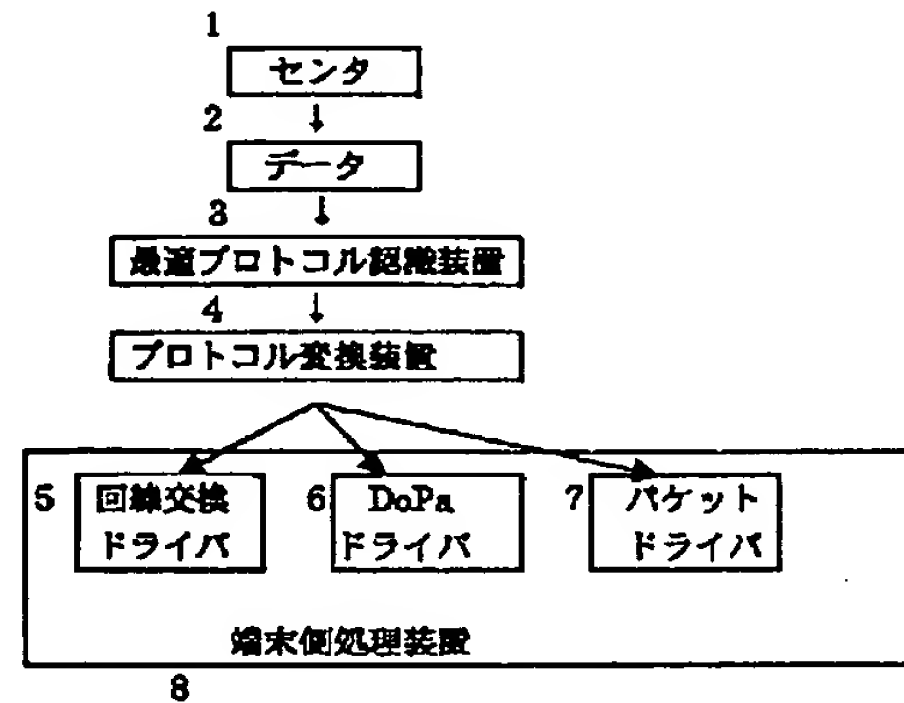 1
センタ
2
↓
データ
3
↓
最適プロトコル認識装置
4
↓
プロトコル変換装置
5
回線交換
ドライバ
6
DoPa
ドライバ
7
パケット
ドライバ
端末側処理装置
8